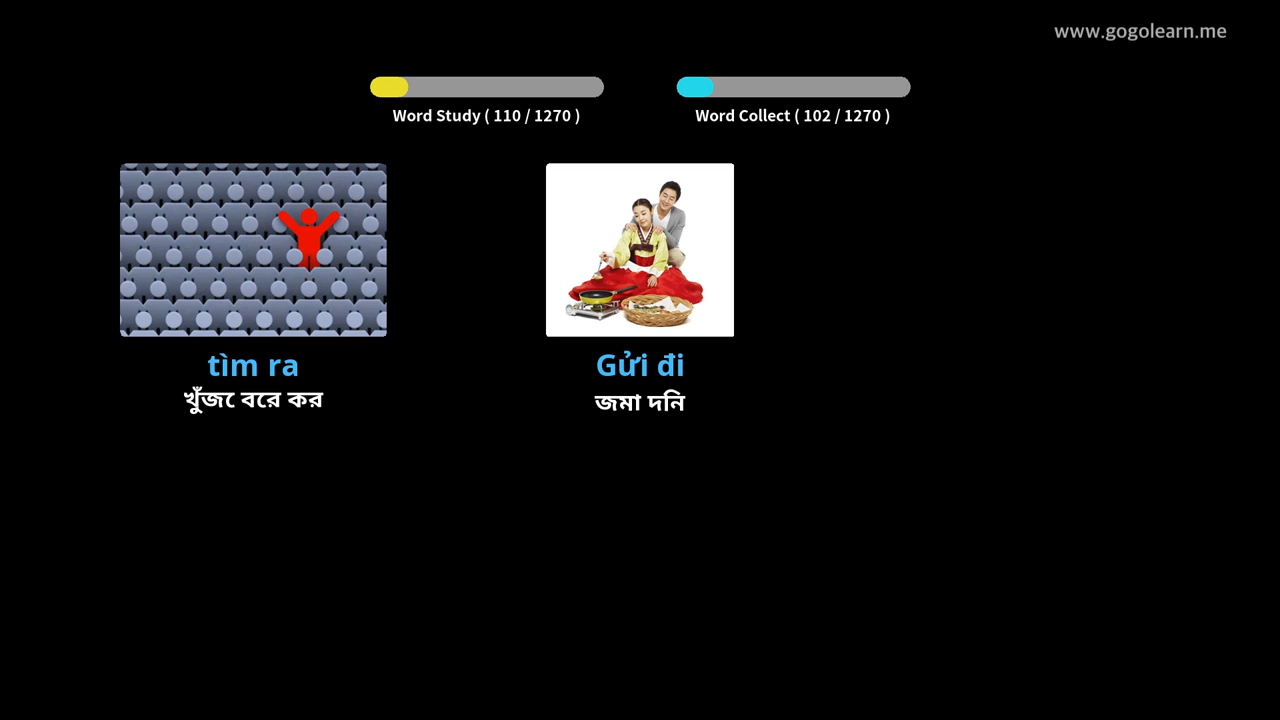 www.gogolearn.me
Word Study ( 110 / 1270 )
Word Collect ( 102 / 1270 )
tìm ra
খুঁজে বের কর
Gửi đi
জমা দিন